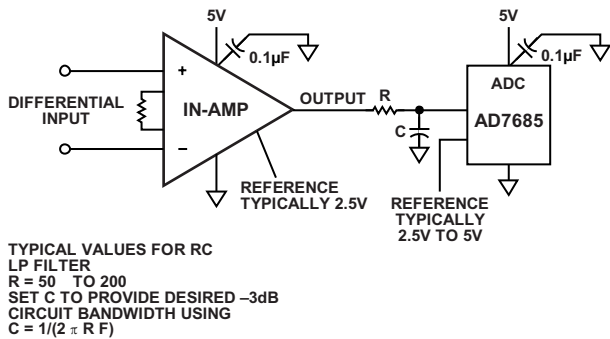 5V
0.1µF
DIFFERENTIAL
INPUT
+
–
IN-AMP
OUTPUT
R
C
REFERENCE
TYPICALLY 2.5V
5V
0.1µF
ADC
AD7685
REFERENCE
TYPICALLY
2.5V TO 5V
TYPICAL VALUES FOR RC
LP FILTER
R = 50 TO 200
SET C TO PROVIDE DESIRED –3dB
CIRCUIT BANDWIDTH USING
C = 1/(2 π R F)